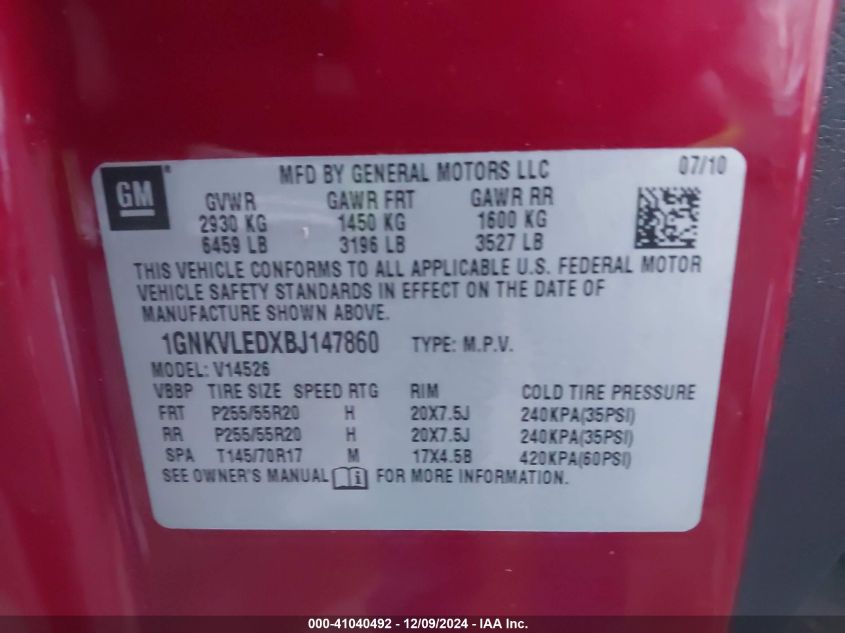 GM ®
MFD BY GENERAL MOTORS LLC 07/10
GVWR GAWR FRT GAWR RR
2930 KG 1450 KG 1600 KG
6459 LB 3196 LB 3527 LB
THIS VEHICLE CONFORMS TO ALL APPLICABLE U.S. FEDERAL MOTOR
VEHICLE SAFETY STANDARDS IN EFFECT ON THE DATE OF
MANUFACTURE SHOWN ABOVE.
1GNKVLEDXBJ147860 TYPE: M.P.V.
MODEL: V14526
VBBP TIRE SIZE SPEED RTG RIM COLD TIRE PRESSURE
FRT P255/55R20 H 20X7.5J 240KPA(35PSI)
RR P255/55R20 H 20X7.5J 240KPA(35PSI)
SPA T145/70R17 M 17X4.5B 420KPA(60PSI)
SEE OWNER'S MANUAL FOR MORE INFORMATION.
000-41040492 - 12/09/2024 - IAA, Inc.